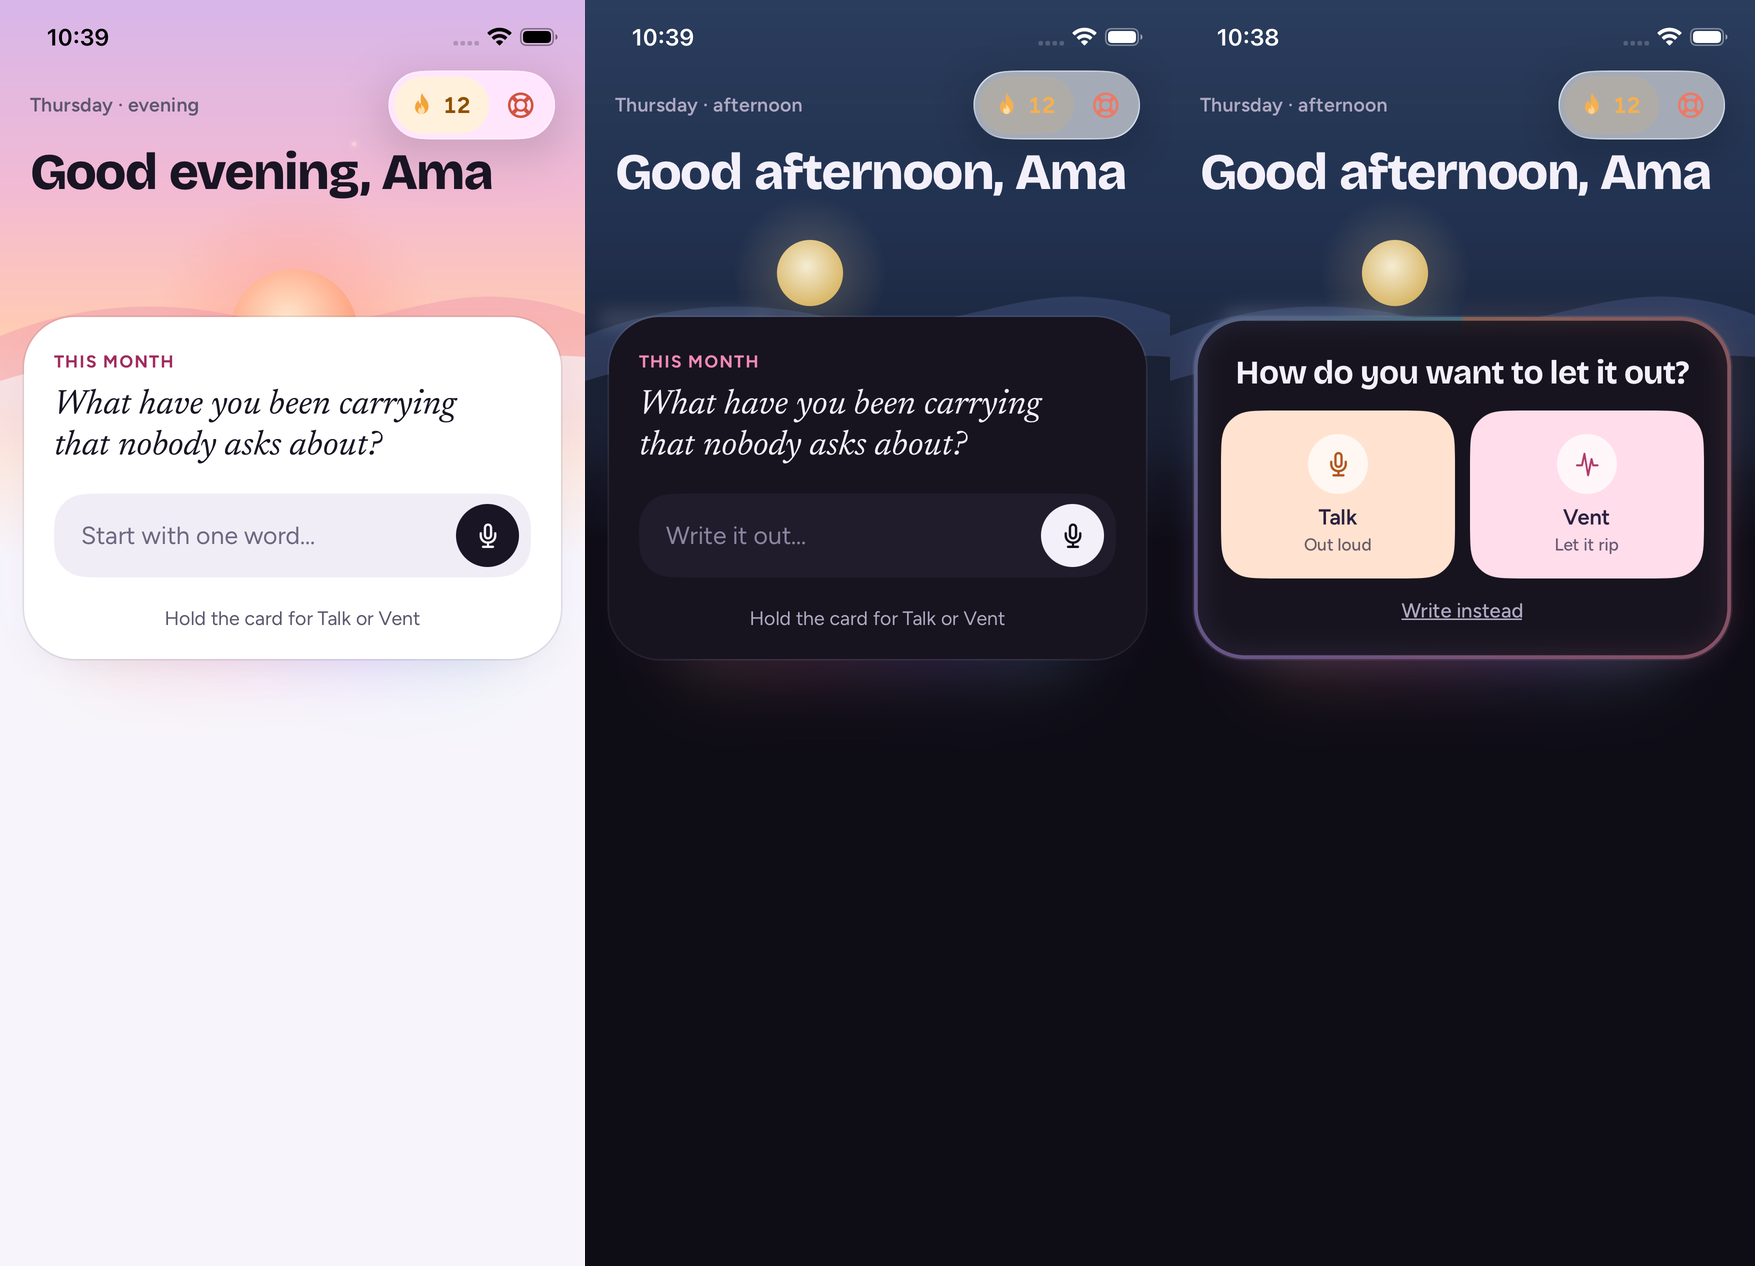 10:39
Thursday · evening
12
Good evening, Ama
THIS MONTH
What have you been carrying
that nobody asks about?
Start with one word...
Hold the card for Talk or Vent
10:39
Thursday · afternoon
12
Good afternoon, Ama
THIS MONTH
What have you been carrying
that nobody asks about?
Write it out...
Hold the card for Talk or Vent
10:38
Thursday · afternoon
12
Good afternoon, Ama
How do you want to let it out?
Talk
Out loud
Vent
Let it rip
Write instead